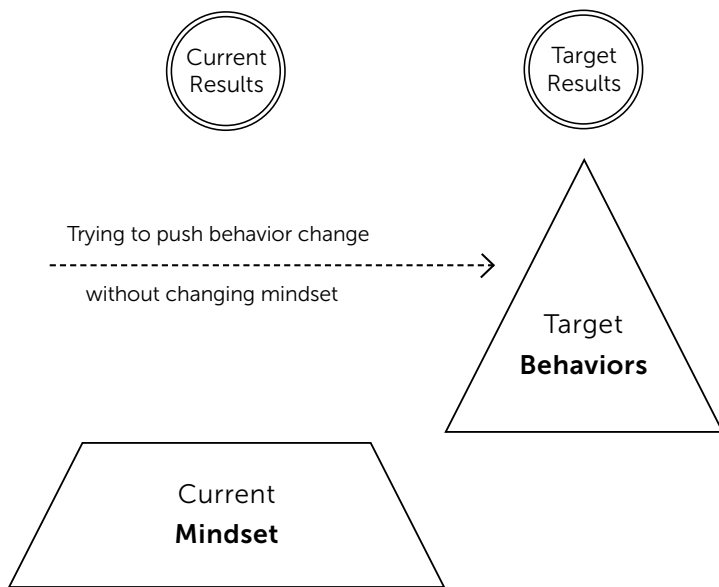 Current
Results
Target
Results
Trying to push behavior change
without changing mindset
Target
Behaviors
Current
Mindset